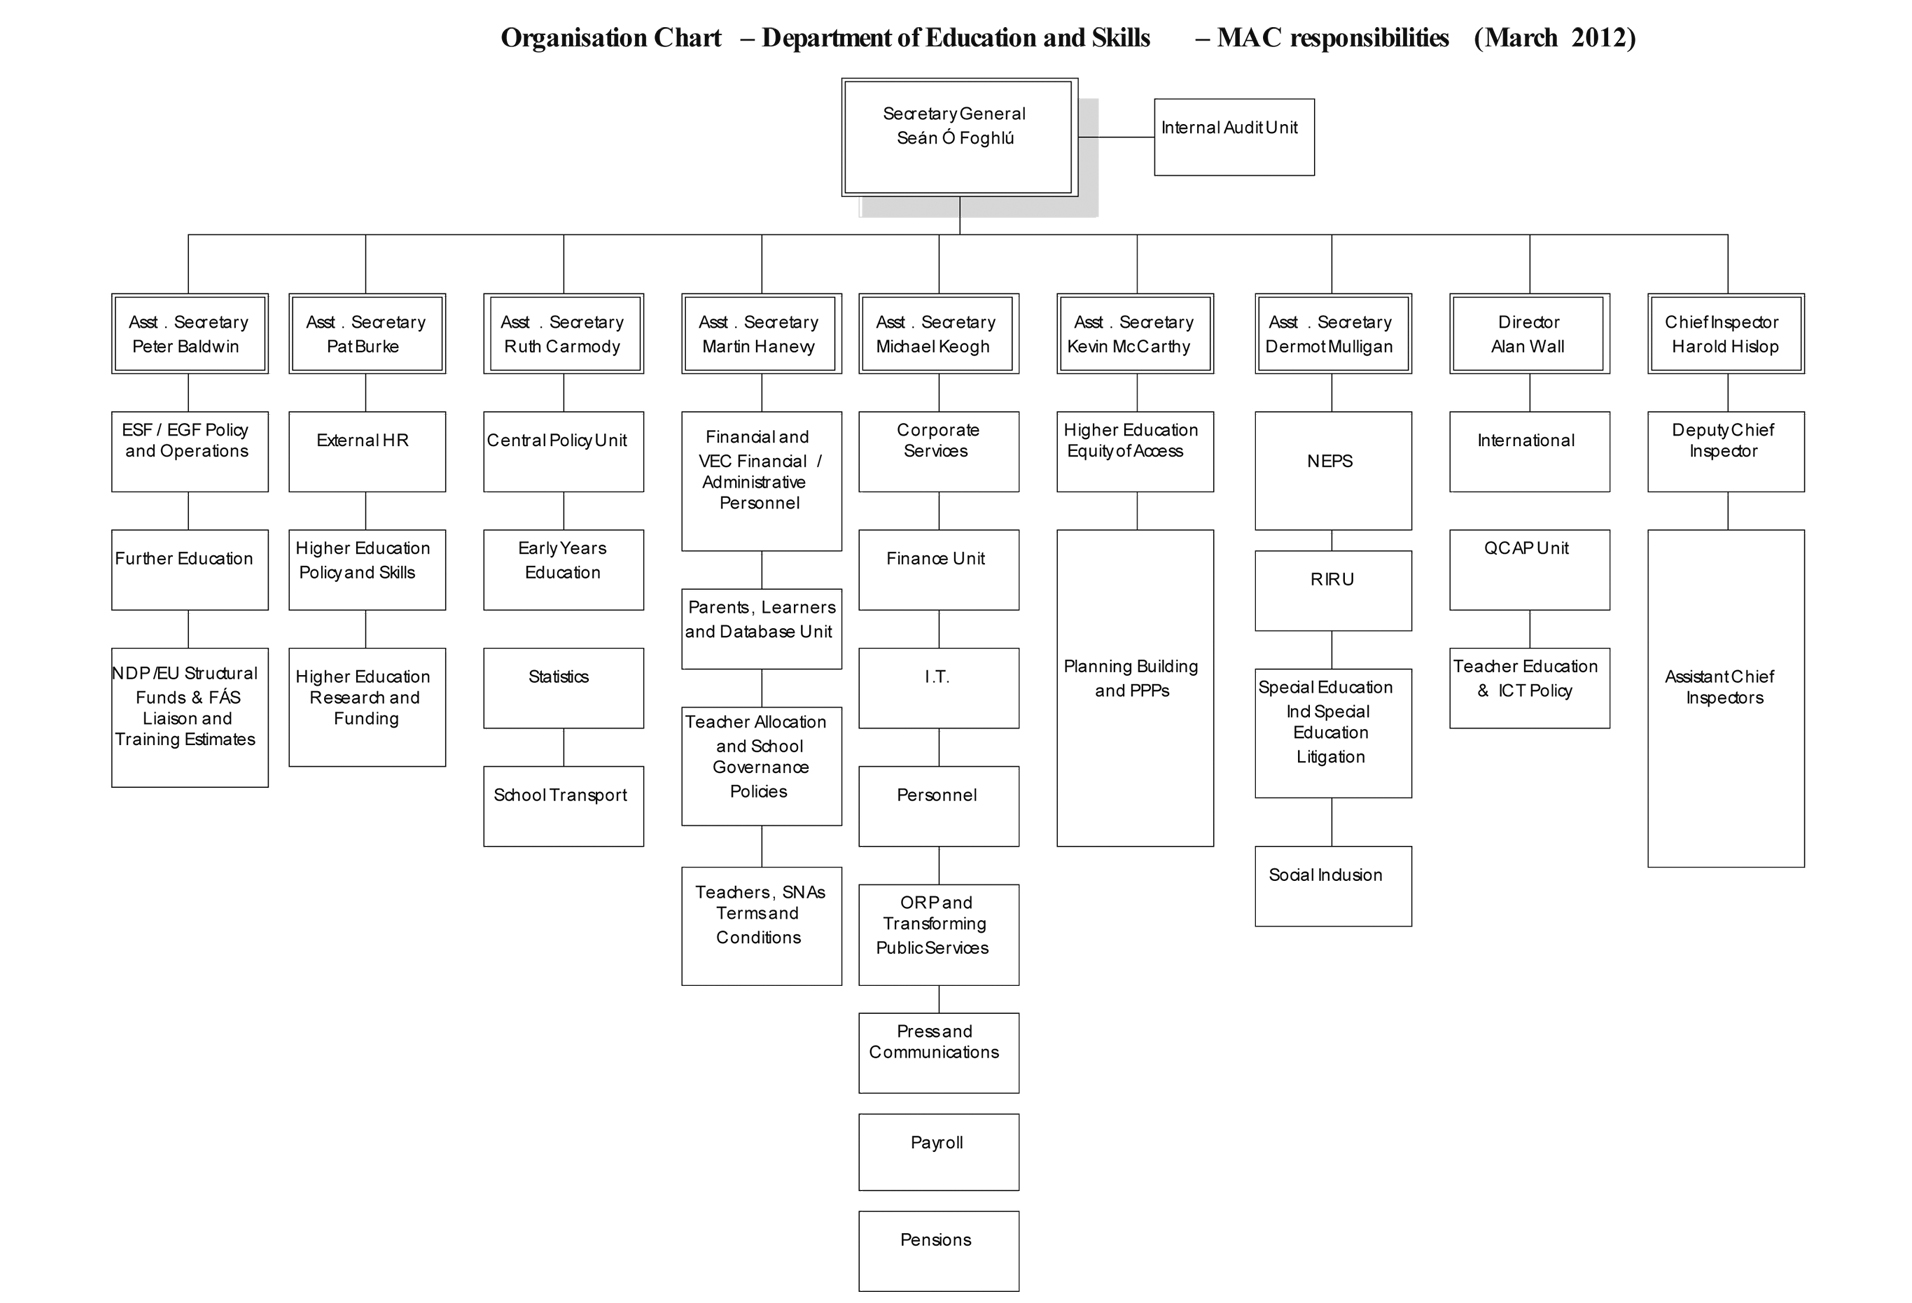 Organisation Chart – Department of Education and Skills – MAC responsibilities (March 2012)
Secretary General
Seán Ó Foghlú
Internal Audit Unit
Asst . Secretary
Peter Baldwin
ESF / EGF Policy
and Operations
Further Education
NDP /EU Structural
Funds & FÁS
Liaison and
Training Estimates
Asst . Secretary
Pat Burke
External HR
Higher Education
Policy and Skills
Higher Education
Research and
Funding
Asst . Secretary
Ruth Carmody
Central Policy Unit
Early Years
Education
Statistics
School Transport
Asst . Secretary
Martin Hanevy
Financial and
VEC Financial /
Administrative
Personnel
Parents, Learners
and Database Unit
Teacher Allocation
and School
Governance
Policies
Teachers, SNAs
Terms and
Conditions
Asst . Secretary
Michael Keogh
Corporate
Services
Finance Unit
I.T.
Personnel
ORP and
Transforming
Public Services
Press and
Communications
Payroll
Pensions
Asst . Secretary
Kevin McCarthy
Higher Education
Equity of Access
Planning Building
and PPPs
Asst . Secretary
Dermot Mulligan
NEPS
RIRU
Special Education
Incl Special
Education
Litigation
Social Inclusion
Director
Alan Wall
International
QCAP Unit
Teacher Education
& ICT Policy
Chief Inspector
Harold Hislop
Deputy Chief
Inspector
Assistant Chief
Inspectors